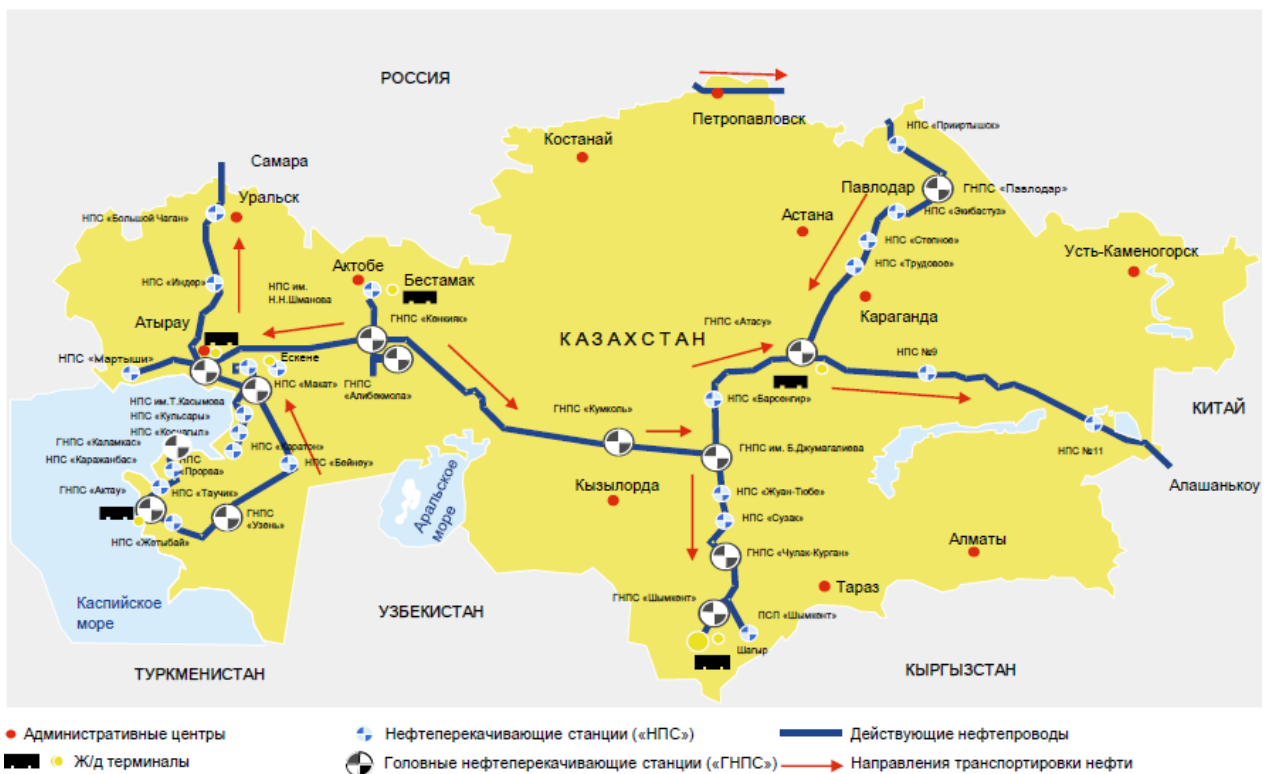 РОССИЯ
Петропавловск
Костанай
НПС «Прииртышск»
Самара
Уральск
НПС «Большой Чаган»
Павлодар
ГНПС «Павлодар»
НПС «Экибастуз»
Астана
НПС «Степное»
НПС «Трудовое»
Усть-Каменогорск
Актобе
Бестамак
НПС «Индер»
НПС им.
Н.Н.Шманова
Караганда
Атырау
ГНПС «Кенкияк»
ГНПС «Атасу»
КАЗАХСТАН
НПС №9
НПС «Мартыши»
Ескене
НПС «Макат»
ГНПС
«Алибекмола»
НПС «Барсенгир»
НПС им.Т.Касымова
НПС «Кульсары»
НПС «Косчагыл»
ГНПС «Кумколь»
КИТАЙ
ГНПС «Каламкас»
НПС «Каратон»
НПС «Каражанбас»
НПС
«Прорва»
НПС «Бейнеу»
ГНПС им. Б.Джумагалиева
НПС №11
ГНПС «Актау»
НПС «Таучик»
Кызылорда
НПС «Жуан-Тюбе»
Алашанькоу
Аральское
море
ГНПС
«Узень»
НПС «Сузак»
НПС «Жетыбай»
Алматы
ГНПС «Чулак-Курган»
Тараз
Каспийское
море
УЗБЕКИСТАН
ГНПС «Шымкент»
ПСП «Шымкент»
Шагыр
ТУРКМЕНИСТАН
КЫРГЫЗСТАН
Административные центры
Нефтеперекачивающие станции («НПС»)
Действующие нефтепроводы
Ж/д терминалы
Головные нефтеперекачивающие станции («ГНПС»)
Направления транспортировки нефти